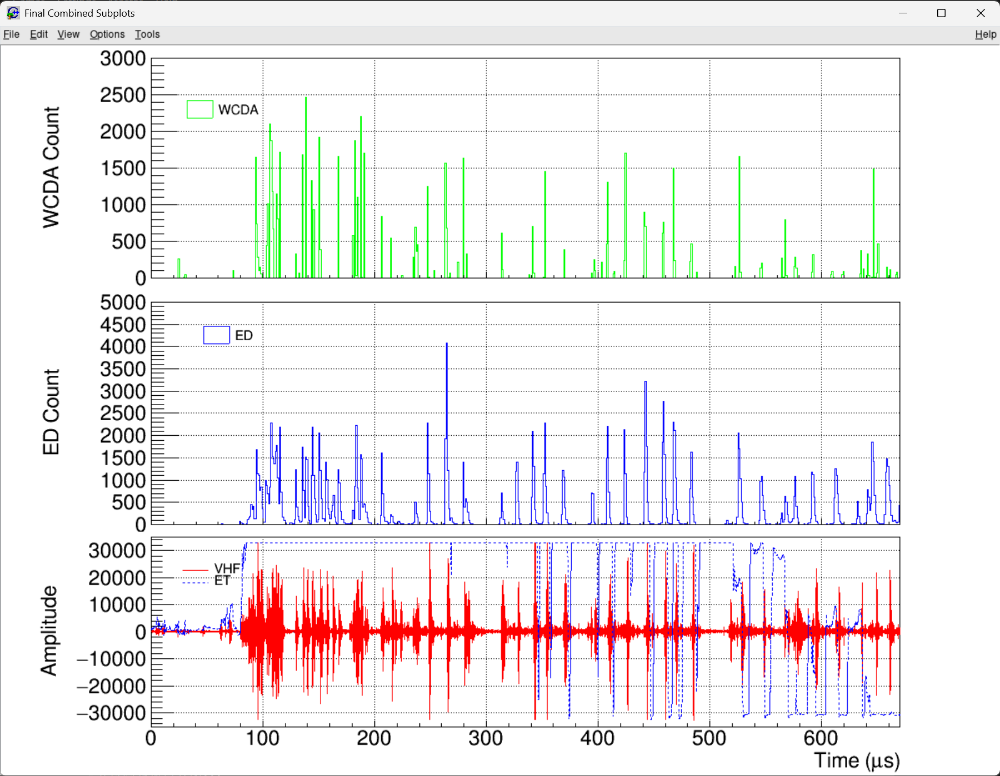 Final Combined Subplots
File Edit View Options Tools Help
3000
2500
2000
1500
1000
500
0
WCDA Count
WCDA
5000
4500
4000
3500
3000
2500
2000
1500
1000
500
0
ED Count
ED
30000
20000
10000
0
−10000
−20000
−30000
Amplitude
VHF
ET
0 100 200 300 400 500 600
Time (μs)